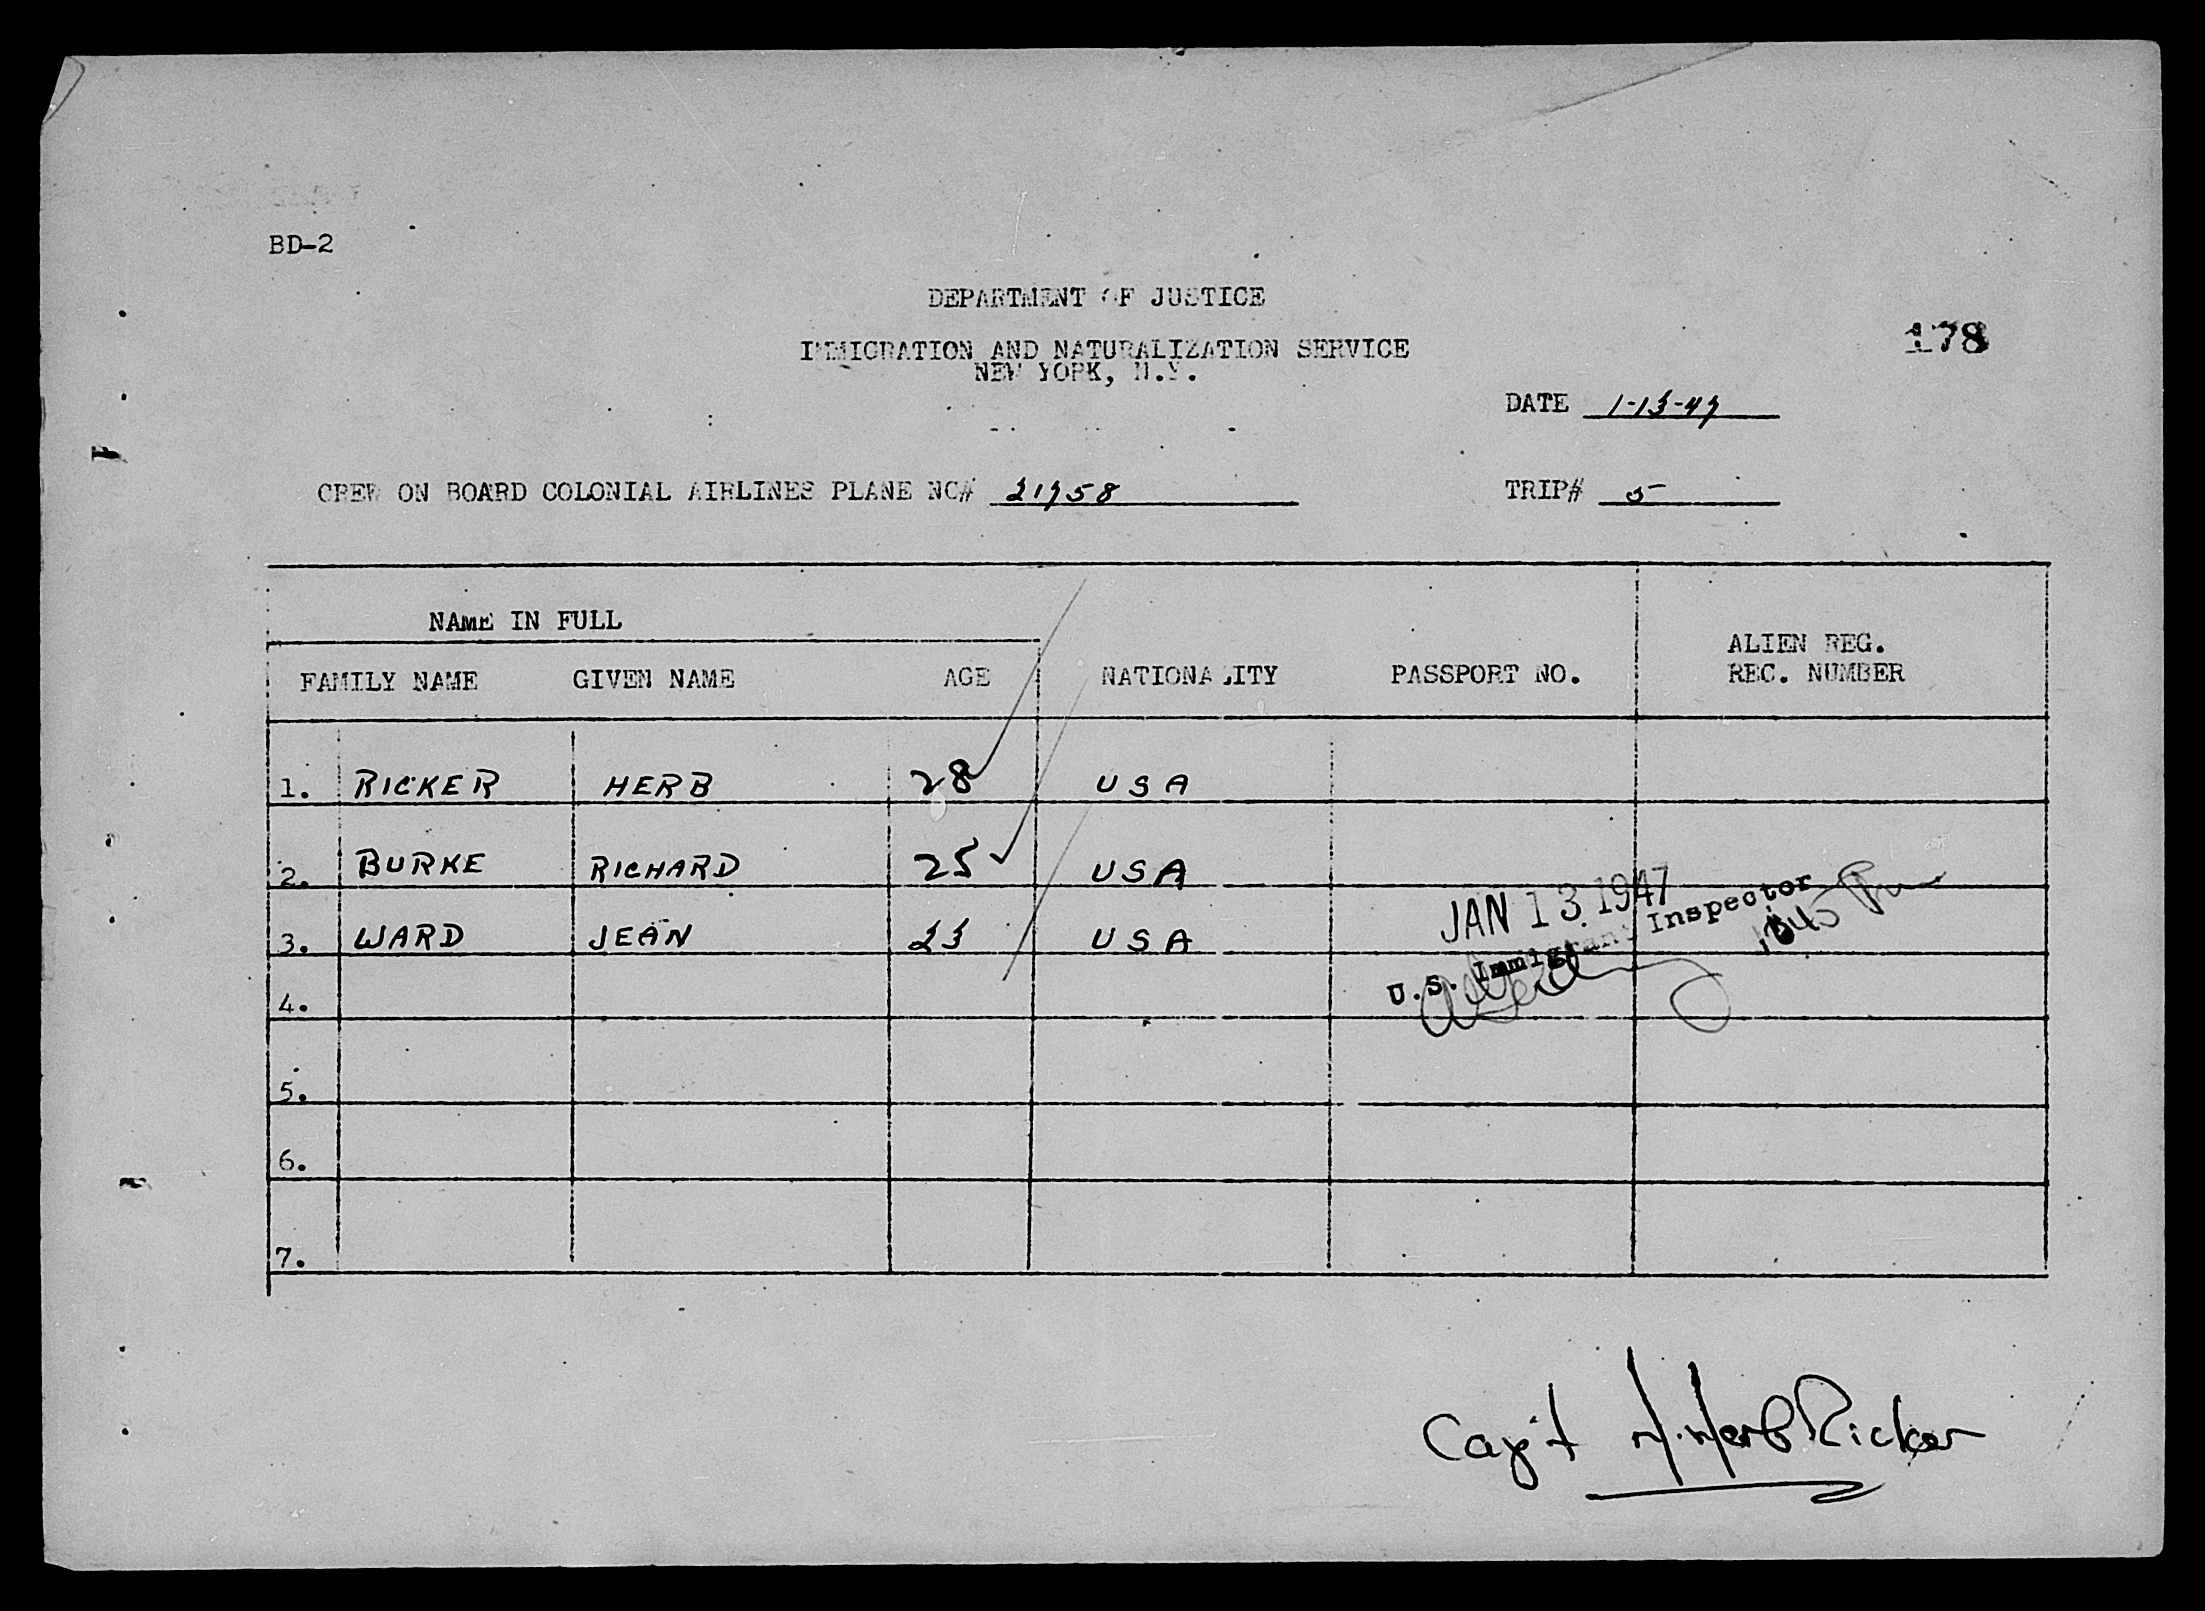 BD-2
DEPARTMENT OF JUSTICE
IMMIGRATION AND NATURALIZATION SERVICE
178
NEW YORK, N.Y.
DATE 1-13-47
CREW ON BOARD COLONIAL AIRLINES PLANE NC# 21758 TRIP# 5
NAME IN FULL
ALIEN REG.
FAMILY NAME GIVEN NAME AGE NATIONALITY PASSPORT NO. REC. NUMBER
1. RICKER HERB 28 USA
2. BURKE RICHARD 25 USA
3. WARD JEAN 23 USA
JAN 13 1947
U.S. Immigrant Inspector
4.
5.
6.
7.
Cap't H. Herb Ricker